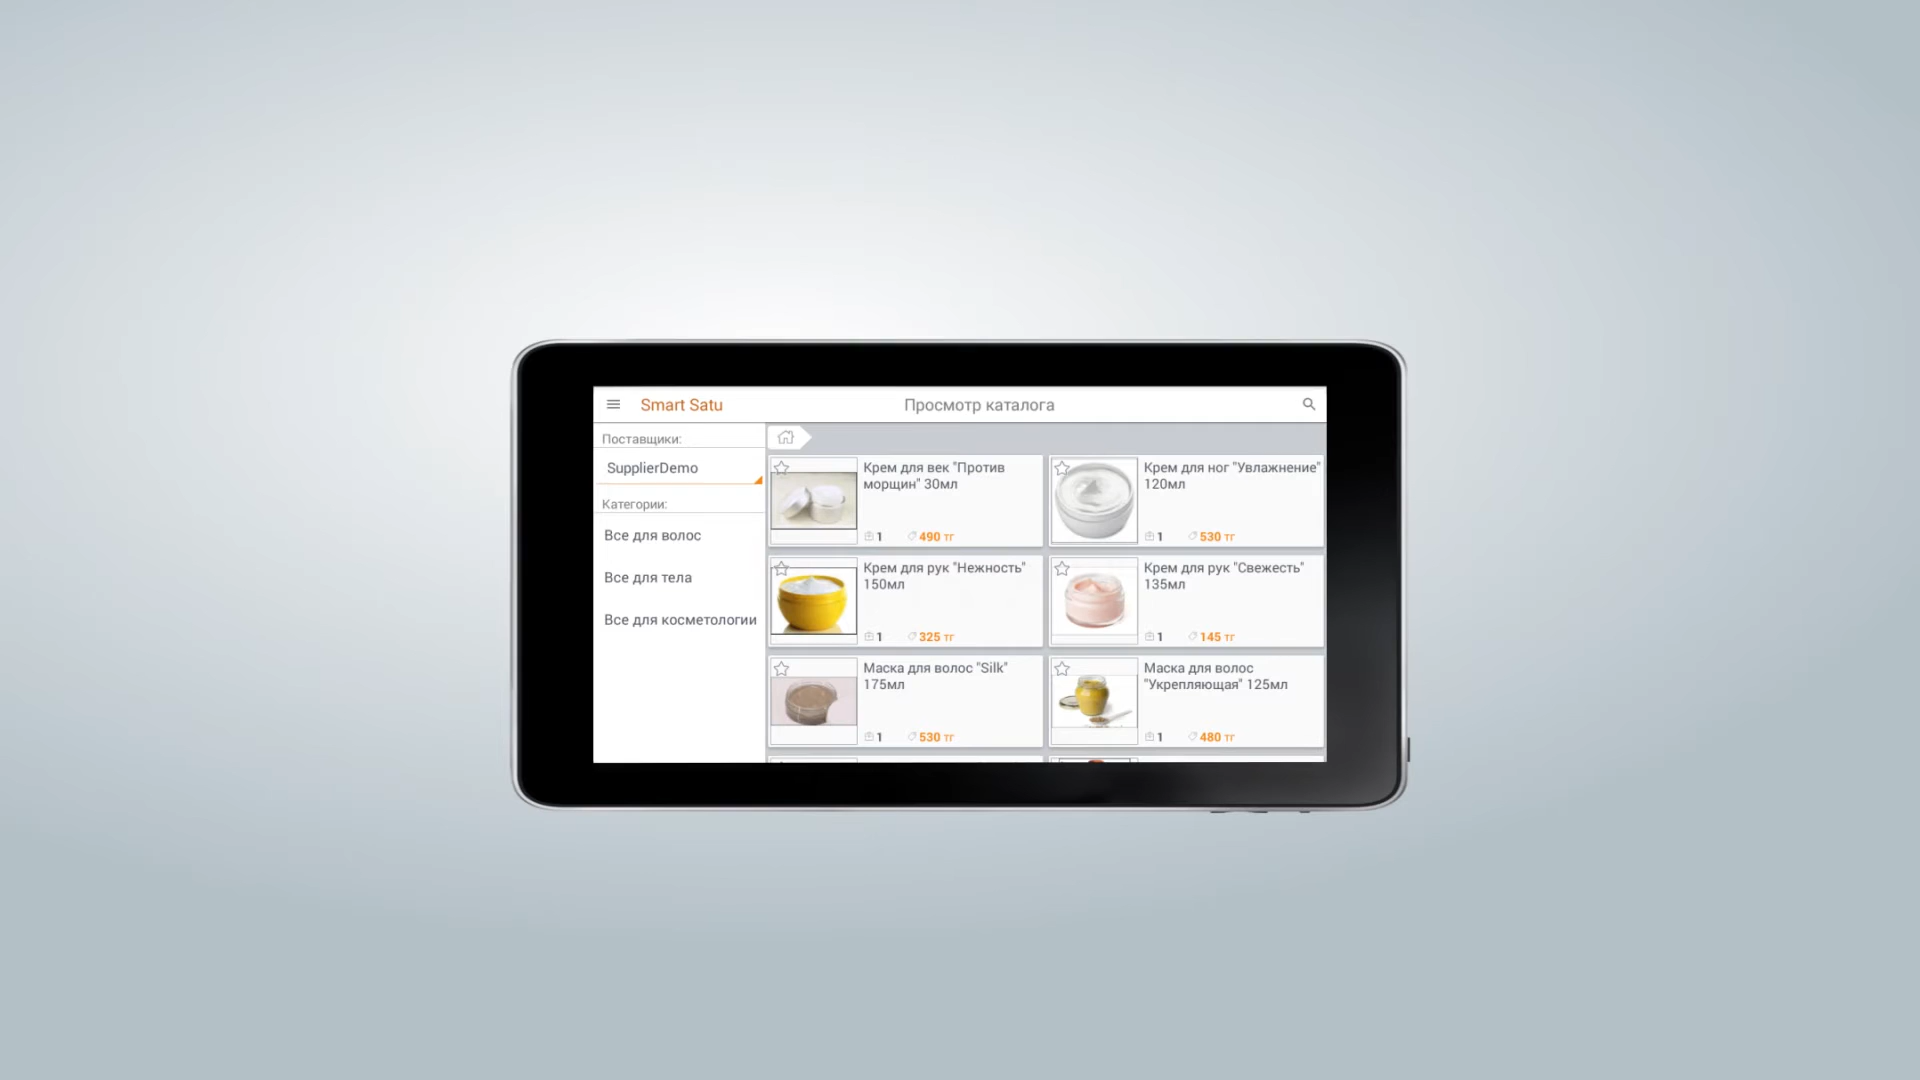 Smart Satu
Просмотр каталога
Поставщики:
SupplierDemo
Категории:
Все для волос
Все для тела
Все для косметологии
Крем для век "Против
морщин" 30мл
1 490 тг
Крем для ног "Увлажнение"
120мл
1 530 тг
Крем для рук "Нежность"
150мл
1 325 тг
Крем для рук "Свежесть"
135мл
1 145 тг
Маска для волос "Silk"
175мл
1 530 тг
Маска для волос
"Укрепляющая" 125мл
1 480 тг